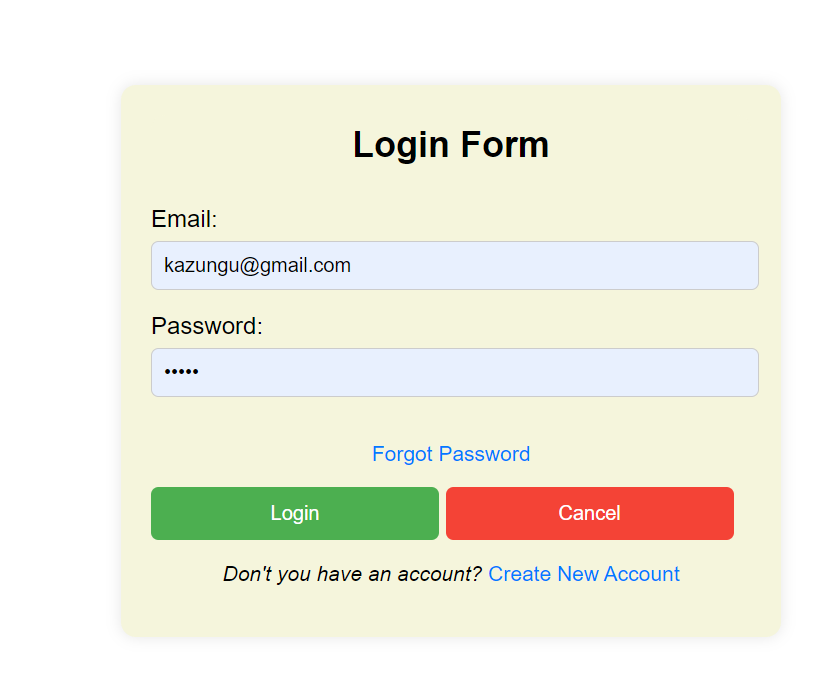 Login Form
Email:
kazungu@gmail.com
Password:
•••••
Forgot Password
Login Cancel
Don't you have an account? Create New Account